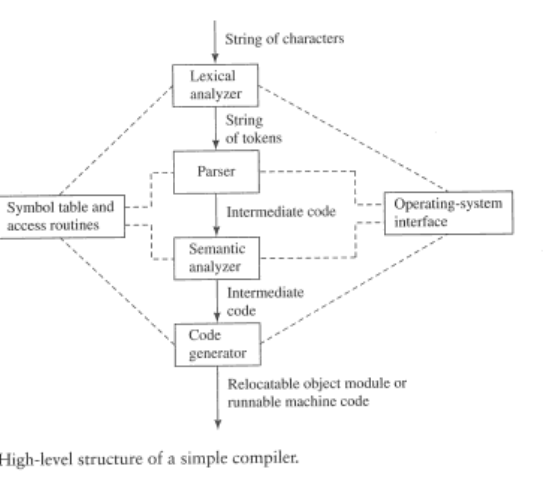 String of characters
Lexical
analyzer
String
of tokens
Parser
Symbol table and
access routines
Intermediate code
Operating-system
interface
Semantic
analyzer
Intermediate
code
Code
generator
Relocatable object module or
runnable machine code
High-level structure of a simple compiler.